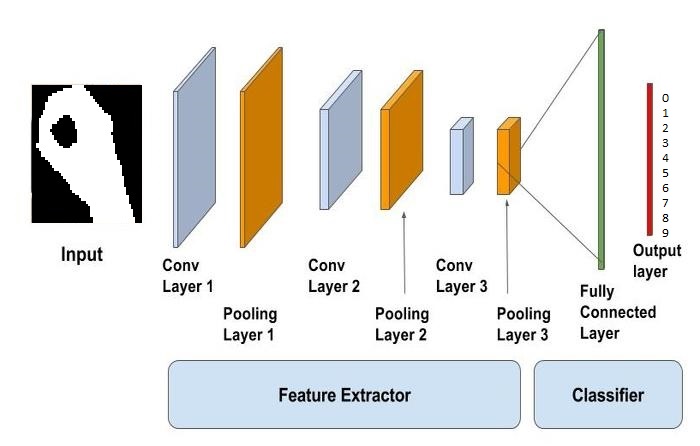 Input
Conv
Layer 1
Pooling
Layer 1
Conv
Layer 2
Pooling
Layer 2
Conv
Layer 3
Pooling
Layer 3
Fully
Connected
Layer
0
1
2
3
4
5
6
7
8
9
Output
layer
Feature Extractor
Classifier